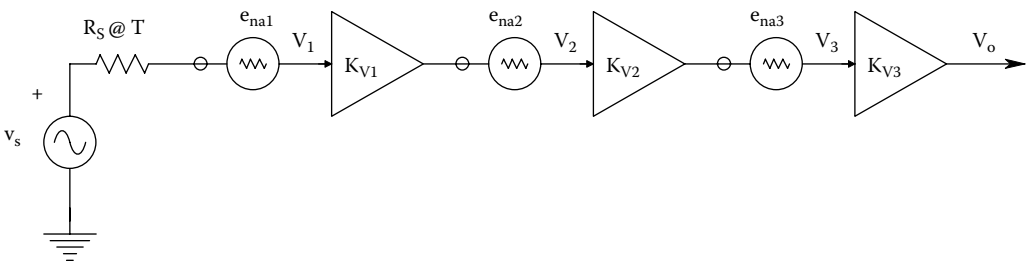 R_S @ T
e_na1
V_1
K_V1
e_na2
V_2
K_V2
e_na3
V_3
K_V3
V_o
+
v_s